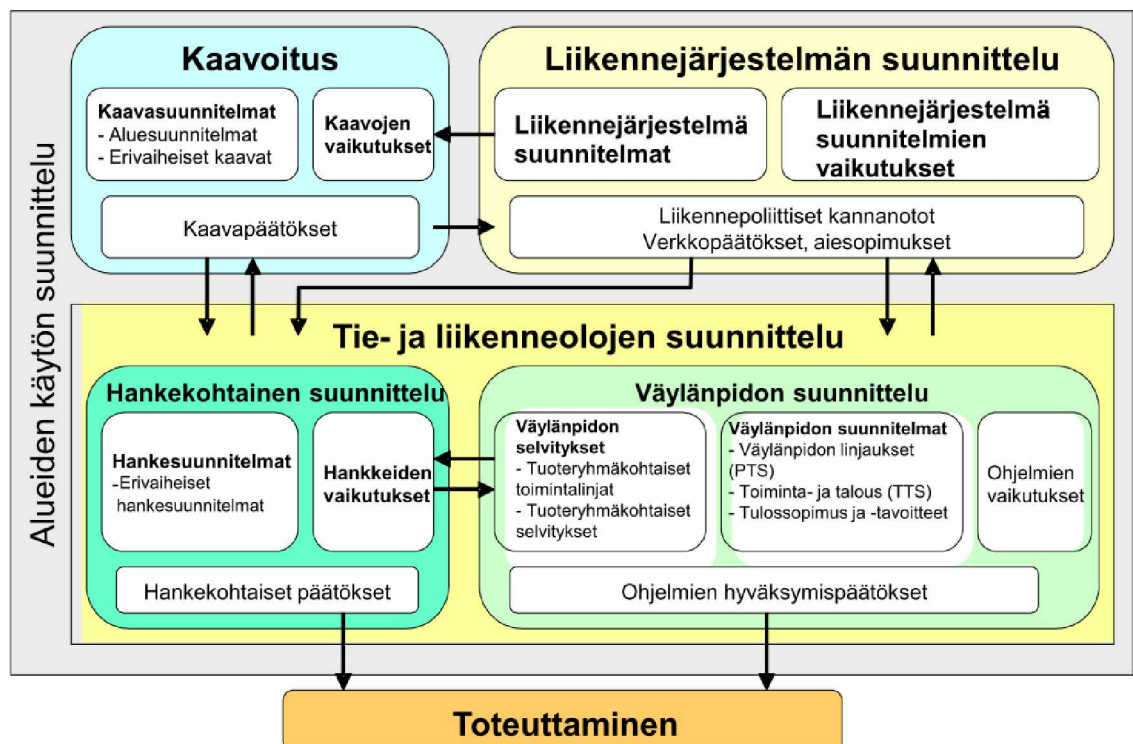 Alueiden käytön suunnittelu
Kaavoitus
Kaavasuunnitelmat
- Aluesuunnitelmat
- Erivaiheiset kaavat
Kaavojen
vaikutukset
Kaavapäätökset
Liikennejärjestelmän suunnittelu
Liikennejärjestelmä
suunnitelmat
Liikennejärjestelmä
suunnitelmien
vaikutukset
Liikennepoliittiset kannanotot
Verkkopäätökset, aiesopimukset
Tie- ja liikenneolojen suunnittelu
Hankekohtainen suunnittelu
Hankesuunnitelmat
-Erivaiheiset
hankesuunnitelmat
Hankkeiden
vaikutukset
Hankekohtaiset päätökset
Väylänpidon suunnittelu
Väylänpidon
selvitykset
- Tuoteryhmäkohtaiset
toimintalinjat
- Tuoteryhmäkohtaiset
selvitykset
Väylänpidon suunnitelmat
- Väylänpidon linjaukset
(PTS)
- Toiminta- ja talous (TTS)
- Tulossopimus ja -tavoitteet
Ohjelmien
vaikutukset
Ohjelmien hyväksymispäätökset
Toteuttaminen